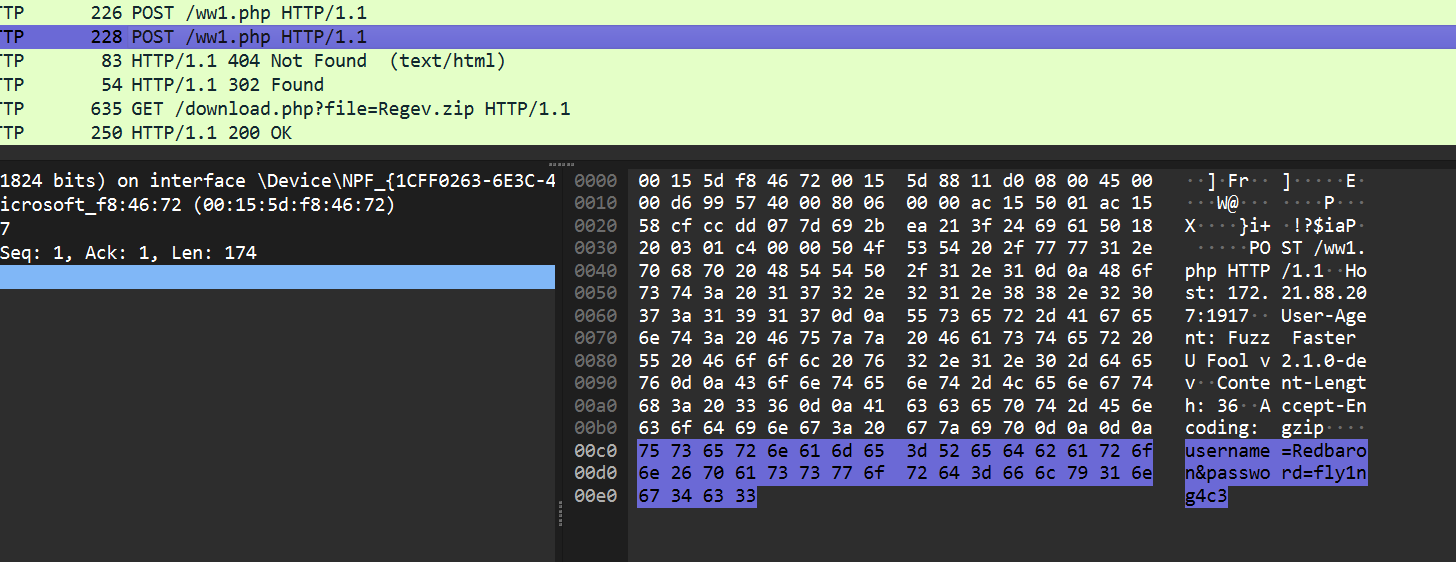 TTP 226 POST /ww1.php HTTP/1.1
TTP 228 POST /ww1.php HTTP/1.1
TTP 83 HTTP/1.1 404 Not Found (text/html)
TTP 54 HTTP/1.1 302 Found
TTP 635 GET /download.php?file=Regev.zip HTTP/1.1
TTP 250 HTTP/1.1 200 OK
1824 bits) on interface \Device\NPF_{1CFF0263-6E3C-4
icrosoft_f8:46:72 (00:15:5d:f8:46:72)
7
Seq: 1, Ack: 1, Len: 174
0000 00 15 5d f8 46 72 00 15 5d 88 11 d0 08 00 45 00 ··]·Fr·· ]·····E·
0010 00 d6 99 57 40 00 80 06 00 00 ac 15 50 01 ac 15 ···W@··· ····P···
0020 58 cf cc dd 07 7d 69 2b ea 21 3f 24 69 61 50 18 X····}i+ ·!?$iaP·
0030 20 03 01 c4 00 00 50 4f 53 54 20 2f 77 77 31 2e ·····PO ST /ww1.
0040 70 68 70 20 48 54 54 50 2f 31 2e 31 0d 0a 48 6f php HTTP /1.1··Ho
0050 73 74 3a 20 31 37 32 2e 32 31 2e 38 38 2e 32 30 st: 172. 21.88.20
0060 37 3a 31 39 31 37 0d 0a 55 73 65 72 2d 41 67 65 7:1917·· User-Age
0070 6e 74 3a 20 46 75 7a 7a 20 46 61 73 74 65 72 20 nt: Fuzz Faster
0080 55 20 46 6f 6f 6c 20 76 32 2e 31 2e 30 2d 64 65 U Fool v 2.1.0-de
0090 76 0d 0a 43 6f 6e 74 65 6e 74 2d 4c 65 6e 67 74 v··Conte nt-Lengt
00a0 68 3a 20 33 36 0d 0a 41 63 63 65 70 74 2d 45 6e h: 36··A ccept-En
00b0 63 6f 64 69 6e 67 3a 20 67 7a 69 70 0d 0a 0d 0a coding: gzip····
00c0 75 73 65 72 6e 61 6d 65 3d 52 65 64 62 61 72 6f username =Redbaro
00d0 6e 26 70 61 73 73 77 6f 72 64 3d 66 6c 79 31 6e n&passwo rd=fly1n
00e0 67 34 63 33 g4c3